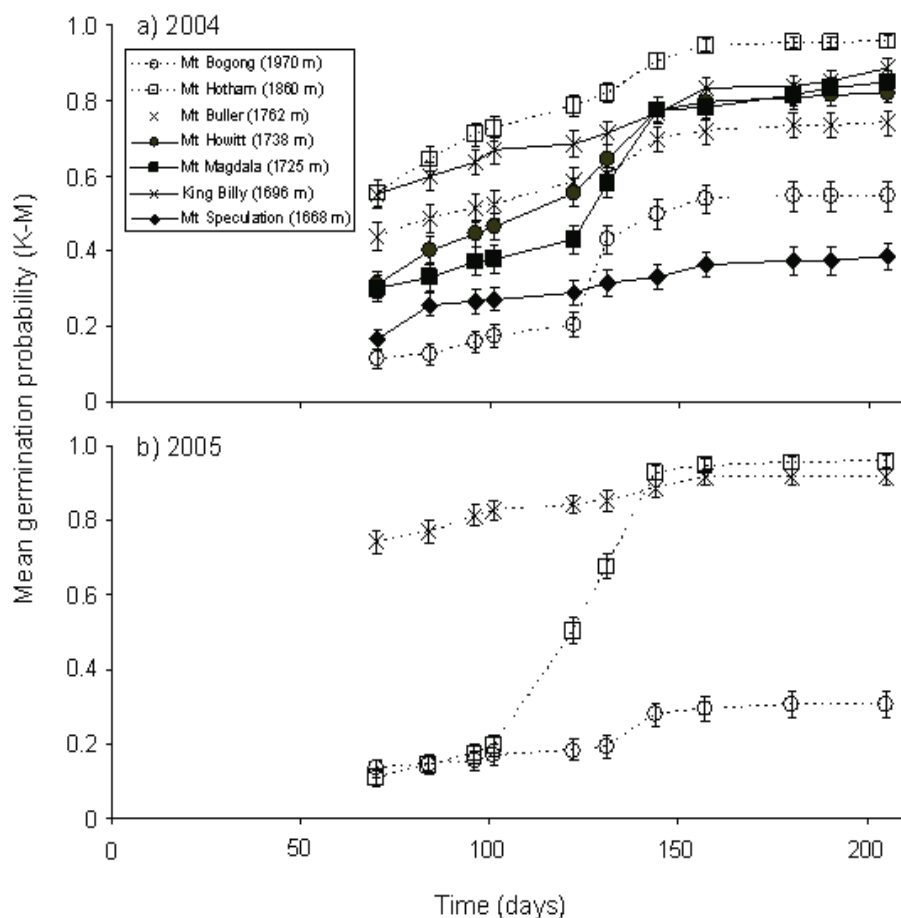 a) 2004
Mt Bogong (1970 m)
Mt Hotham (1860 m)
Mt Buller (1762 m)
Mt Howitt (1738 m)
Mt Magdala (1725 m)
King Billy (1696 m)
Mt Speculation (1668 m)
1.0
0.8
0.6
0.4
0.2
0
b) 2005
1.0
0.8
0.6
0.4
0.2
0
0 50 100 150 200
Mean germination probability (K-M)
Time (days)